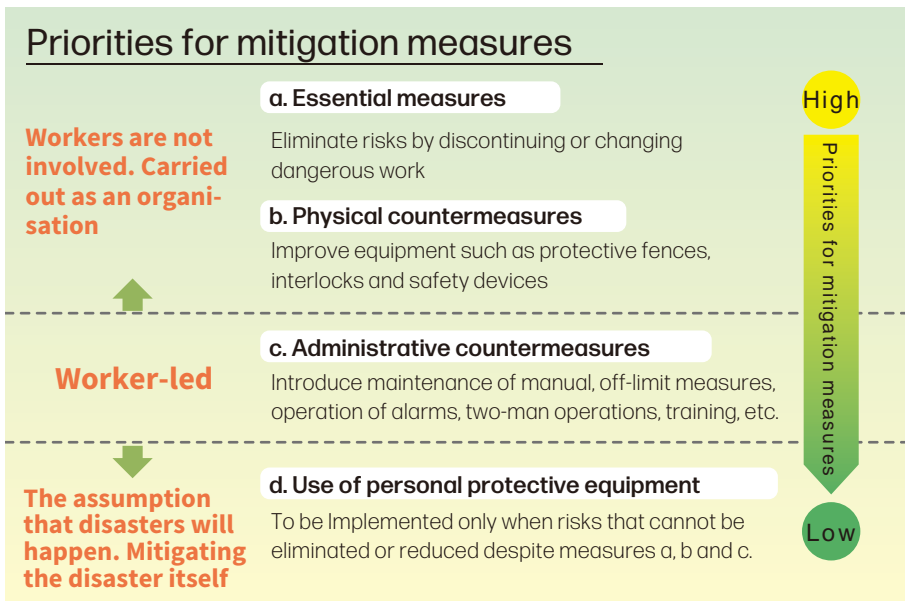 Priorities for mitigation measures
Workers are not
involved. Carried
out as an organi-
sation
a. Essential measures
Eliminate risks by discontinuing or changing
dangerous work
b. Physical countermeasures
Improve equipment such as protective fences,
interlocks and safety devices
Worker-led
c. Administrative countermeasures
Introduce maintenance of manual, off-limit measures,
operation of alarms, two-man operations, training, etc.
The assumption
that disasters will
happen. Mitigating
the disaster itself
d. Use of personal protective equipment
To be Implemented only when risks that cannot be
eliminated or reduced despite measures a, b and c.
High
Priorities for mitigation measures
Low